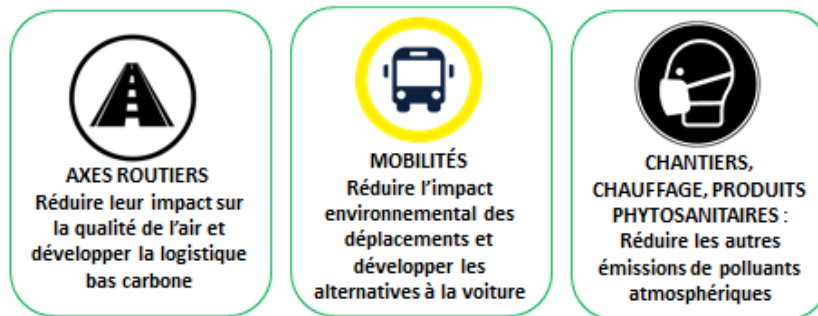 AXES ROUTIERS
Réduire leur impact sur
la qualité de l'air et
développer la logistique
bas carbone
MOBILITÉS
Réduire l'impact
environnemental des
déplacements et
développer les
alternatives à la voiture
CHANTIERS,
CHAUFFAGE, PRODUITS
PHYTOSANITAIRES :
Réduire les autres
émissions de polluants
atmosphériques